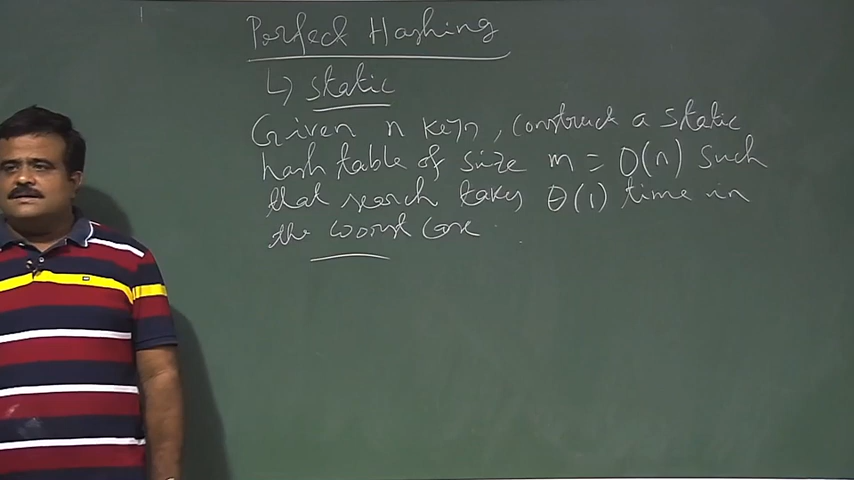 Perfect Hashing
↳ static
Given n keys, construct a static
hash table of size m = O(n) such
that search takes Θ(1) time in
the worst case.